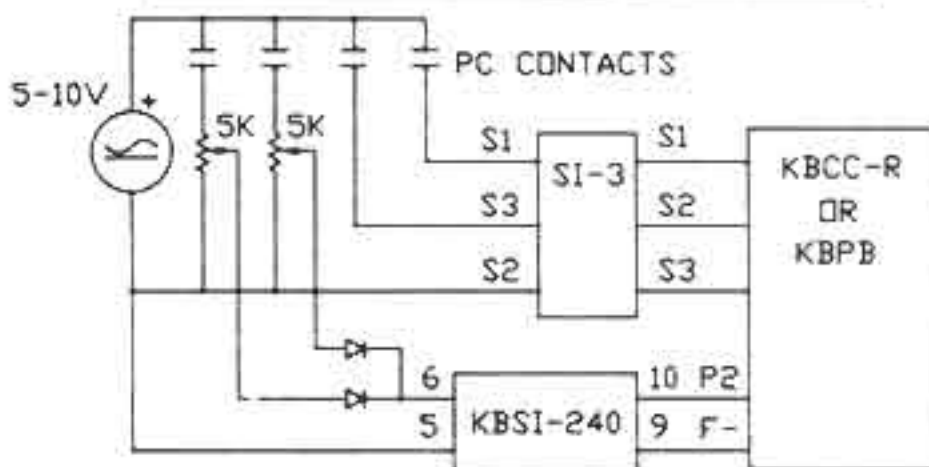 PC CONTACTS
5-10V
+
5K
5K
S1
S3
S2
SI-3
S1
S2
S3
KBCC-R
OR
KBPB
6
5
KBSI-240
10 P2
9 F-